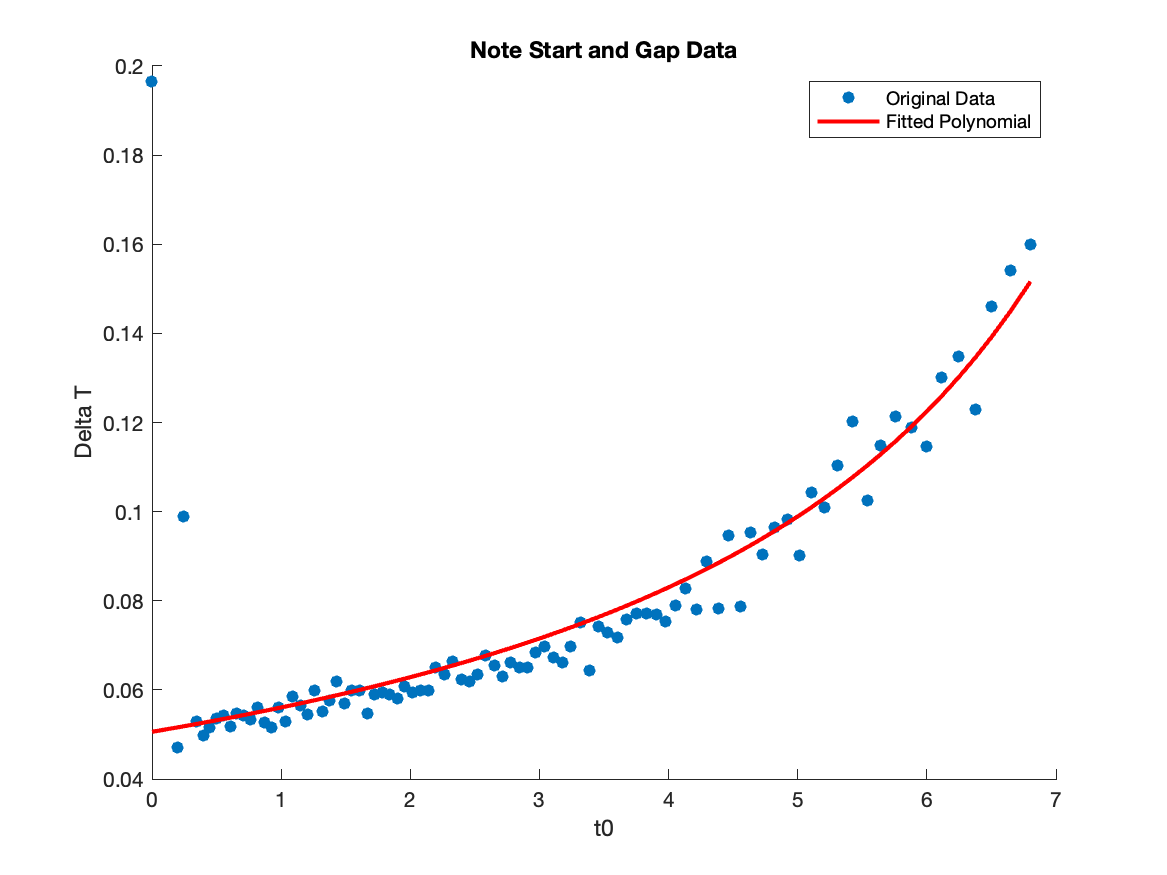 Note Start and Gap Data
Original Data
Fitted Polynomial
0.2
0.18
0.16
0.14
0.12
0.1
0.08
0.06
0.04
Delta T
0 1 2 3 4 5 6 7
t0